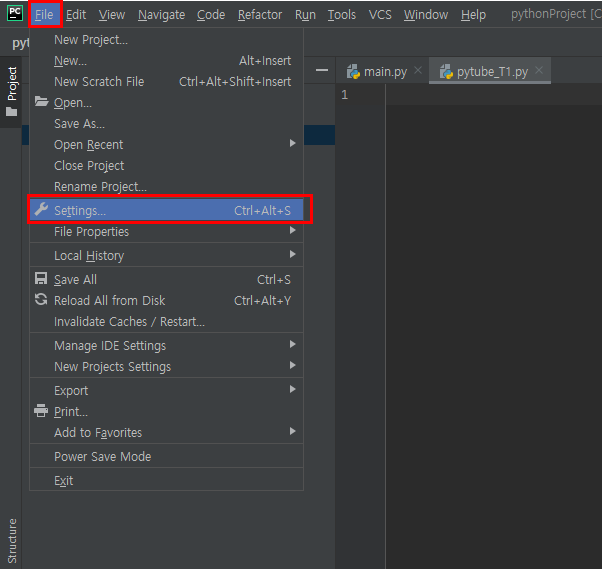 PC File Edit View Navigate Code Refactor Run Tools VCS Window Help pythonProject [C
pyt
New Project...
New... Alt+Insert
New Scratch File Ctrl+Alt+Shift+Insert
Open...
Save As...
Open Recent
Close Project
Rename Project...
Settings... Ctrl+Alt+S
File Properties
Local History
Save All Ctrl+S
Reload All from Disk Ctrl+Alt+Y
Invalidate Caches / Restart...
Manage IDE Settings
New Projects Settings
Export
Print...
Add to Favorites
Power Save Mode
Exit
Project
Structure
main.py pytube_T1.py
1